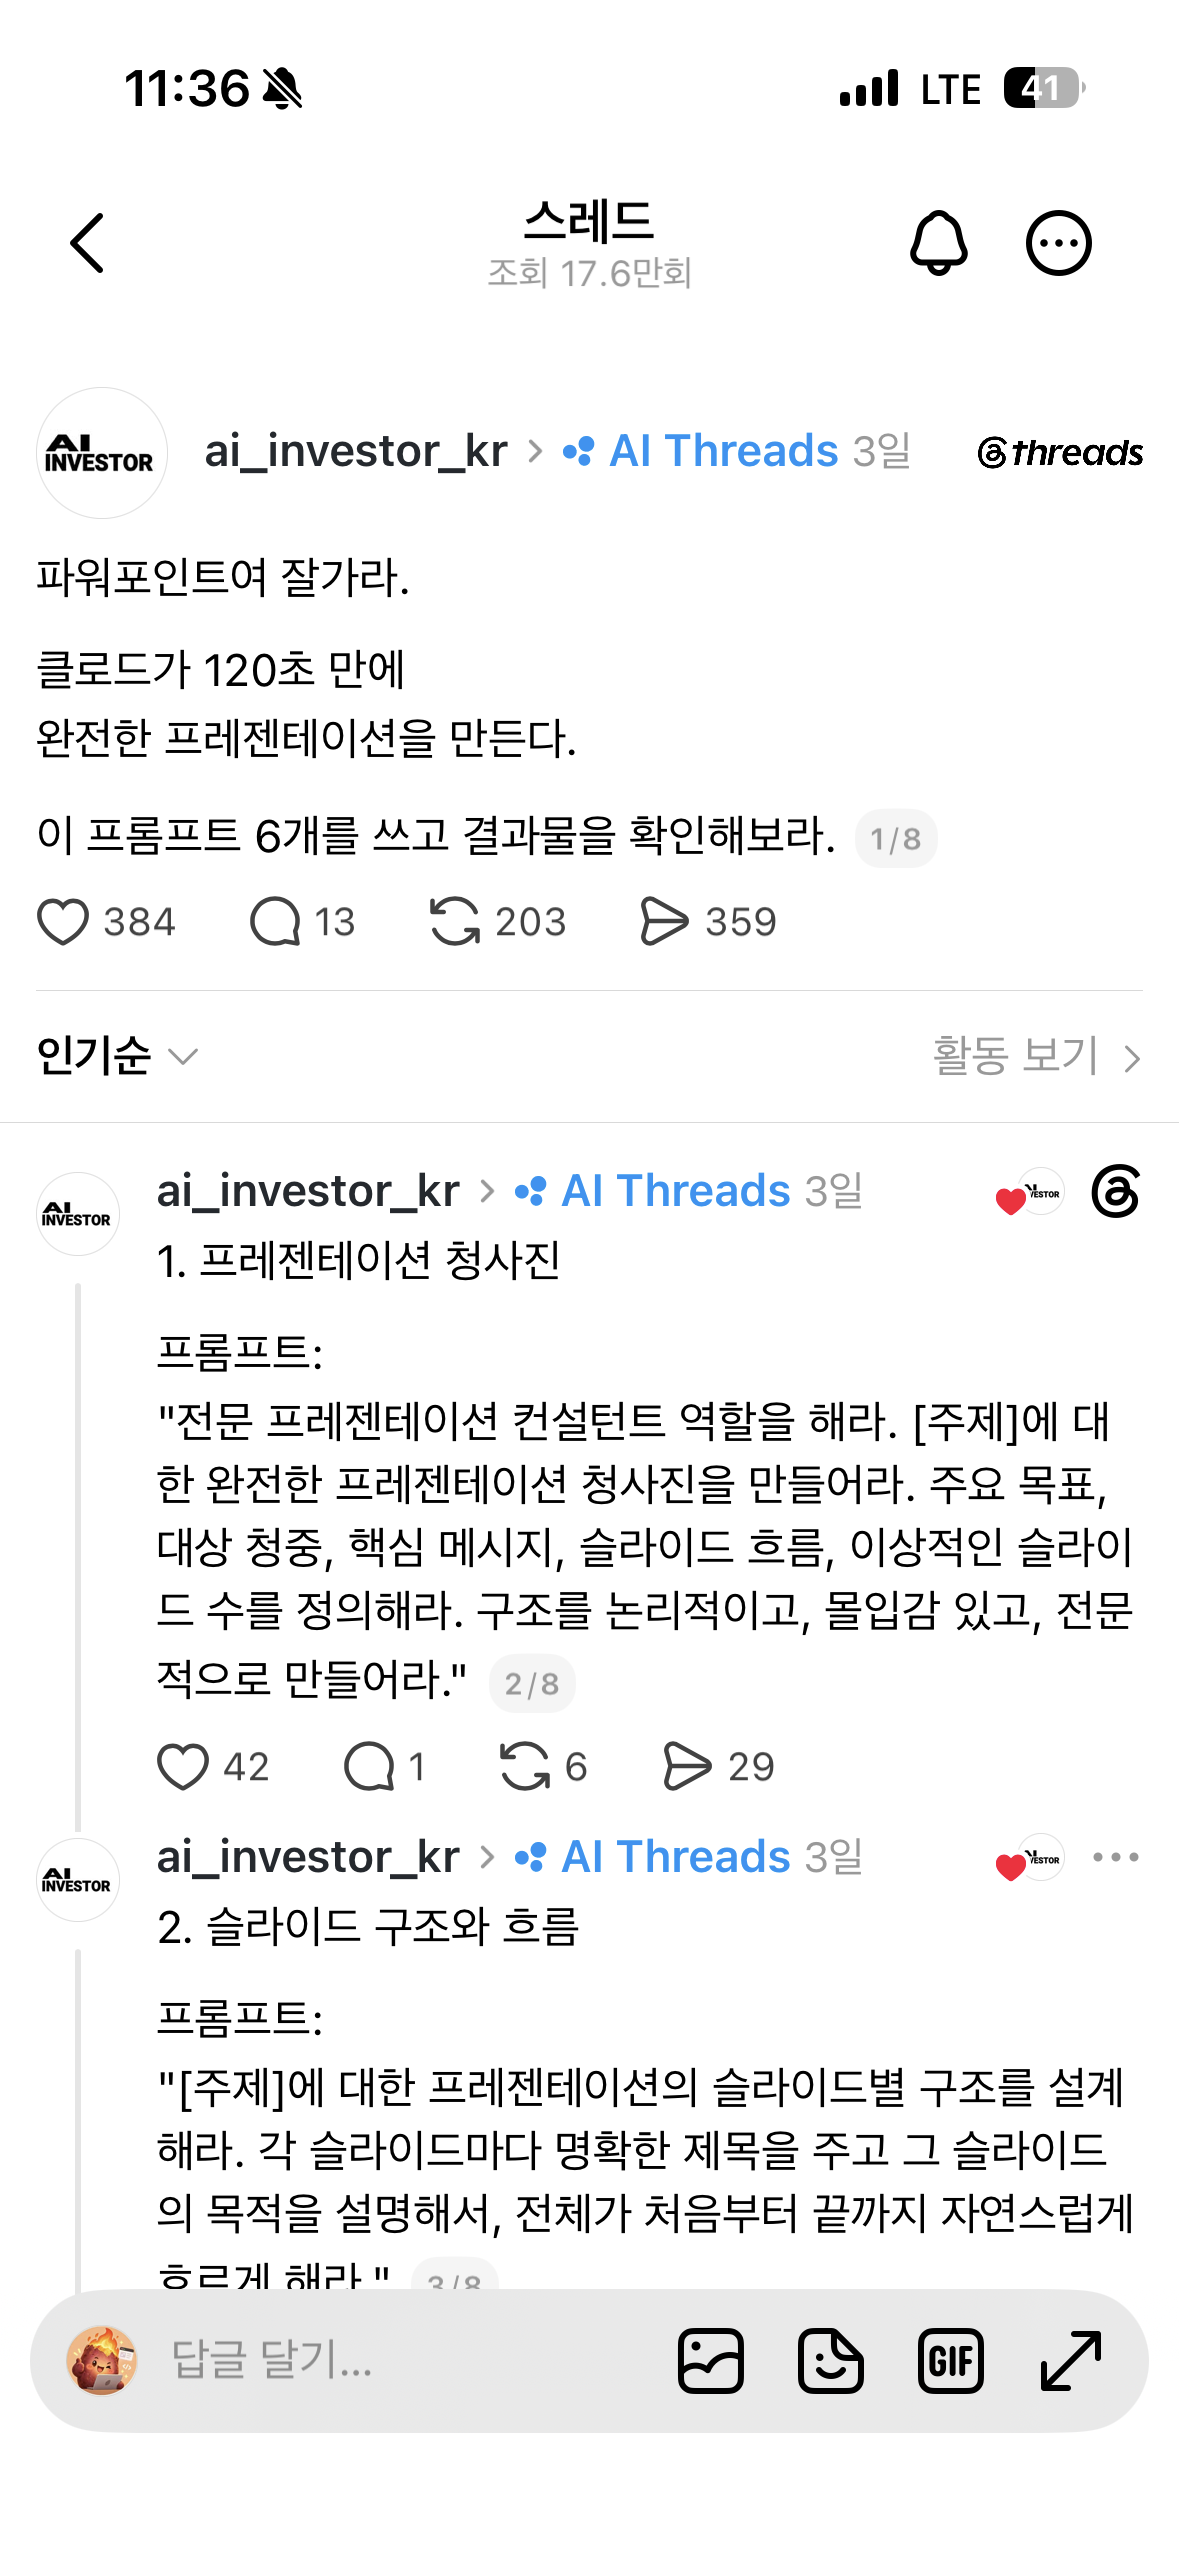 11:36
LTE
41
스레드
조회 17.6만회
AI INVESTOR
ai_investor_kr > AI Threads 3일
threads
파워포인트여 잘가라.
클로드가 120초 만에
완전한 프레젠테이션을 만든다.
이 프롬프트 6개를 쓰고 결과물을 확인해보라. 1/8
384 13 203 359
인기순
활동 보기 >
AI INVESTOR
ai_investor_kr > AI Threads 3일
1. 프레젠테이션 청사진
프롬프트:
"전문 프레젠테이션 컨설턴트 역할을 해라. [주제]에 대
한 완전한 프레젠테이션 청사진을 만들어라. 주요 목표,
대상 청중, 핵심 메시지, 슬라이드 흐름, 이상적인 슬라이
드 수를 정의해라. 구조를 논리적이고, 몰입감 있고, 전문
적으로 만들어라." 2/8
42 1 6 29
AI INVESTOR
ai_investor_kr > AI Threads 3일
2. 슬라이드 구조와 흐름
프롬프트:
"[주제]에 대한 프레젠테이션의 슬라이드별 구조를 설계
해라. 각 슬라이드마다 명확한 제목을 주고 그 슬라이드
의 목적을 설명해서, 전체가 처음부터 끝까지 자연스럽게
흐르게 해라." 3/8
답글 달기...
GIF